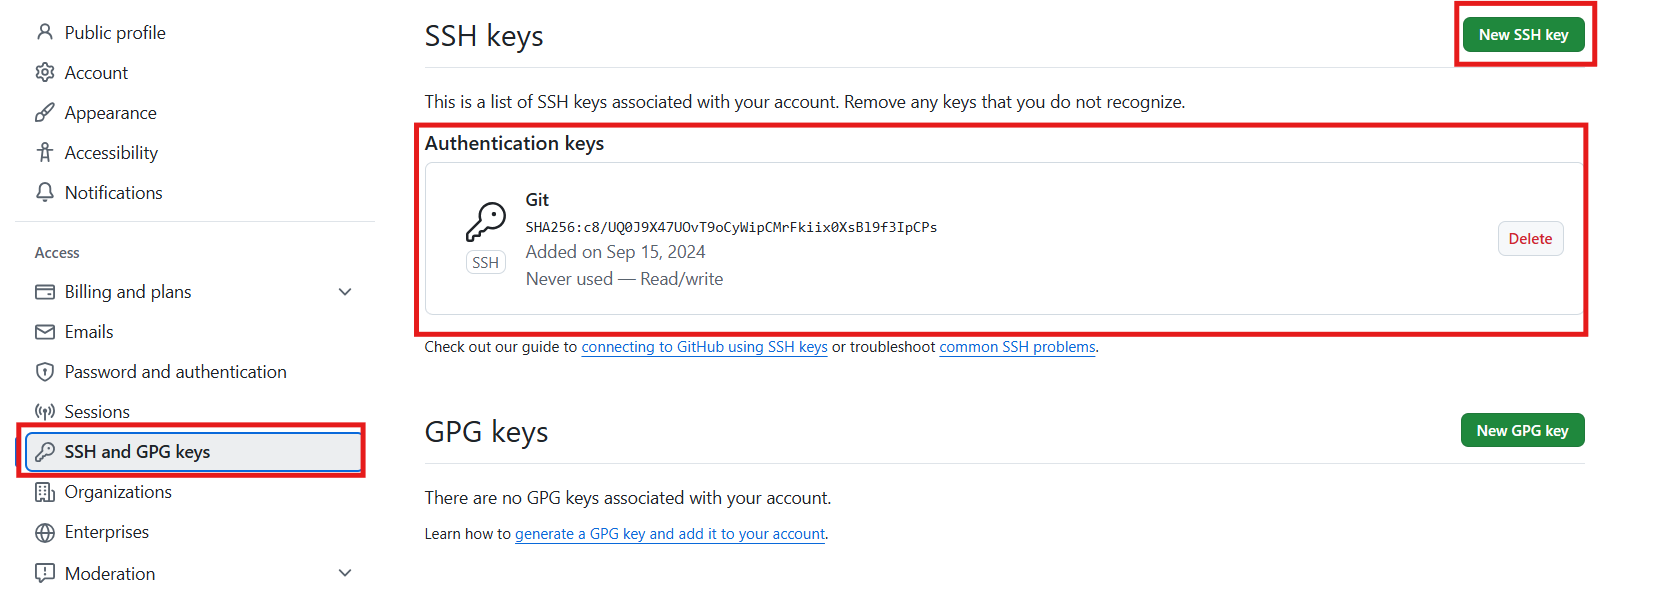 Public profile
Account
Appearance
Accessibility
Notifications
Access
Billing and plans
Emails
Password and authentication
Sessions
SSH and GPG keys
Organizations
Enterprises
Moderation
SSH keys
New SSH key
This is a list of SSH keys associated with your account. Remove any keys that you do not recognize.
Authentication keys
Git
SHA256:c8/UQ0J9X47UOvT9oCyWipCMrFkiix0XsBl9f3IpCPs
SSH
Added on Sep 15, 2024
Never used — Read/write
Delete
Check out our guide to connecting to GitHub using SSH keys or troubleshoot common SSH problems.
GPG keys
New GPG key
There are no GPG keys associated with your account.
Learn how to generate a GPG key and add it to your account.